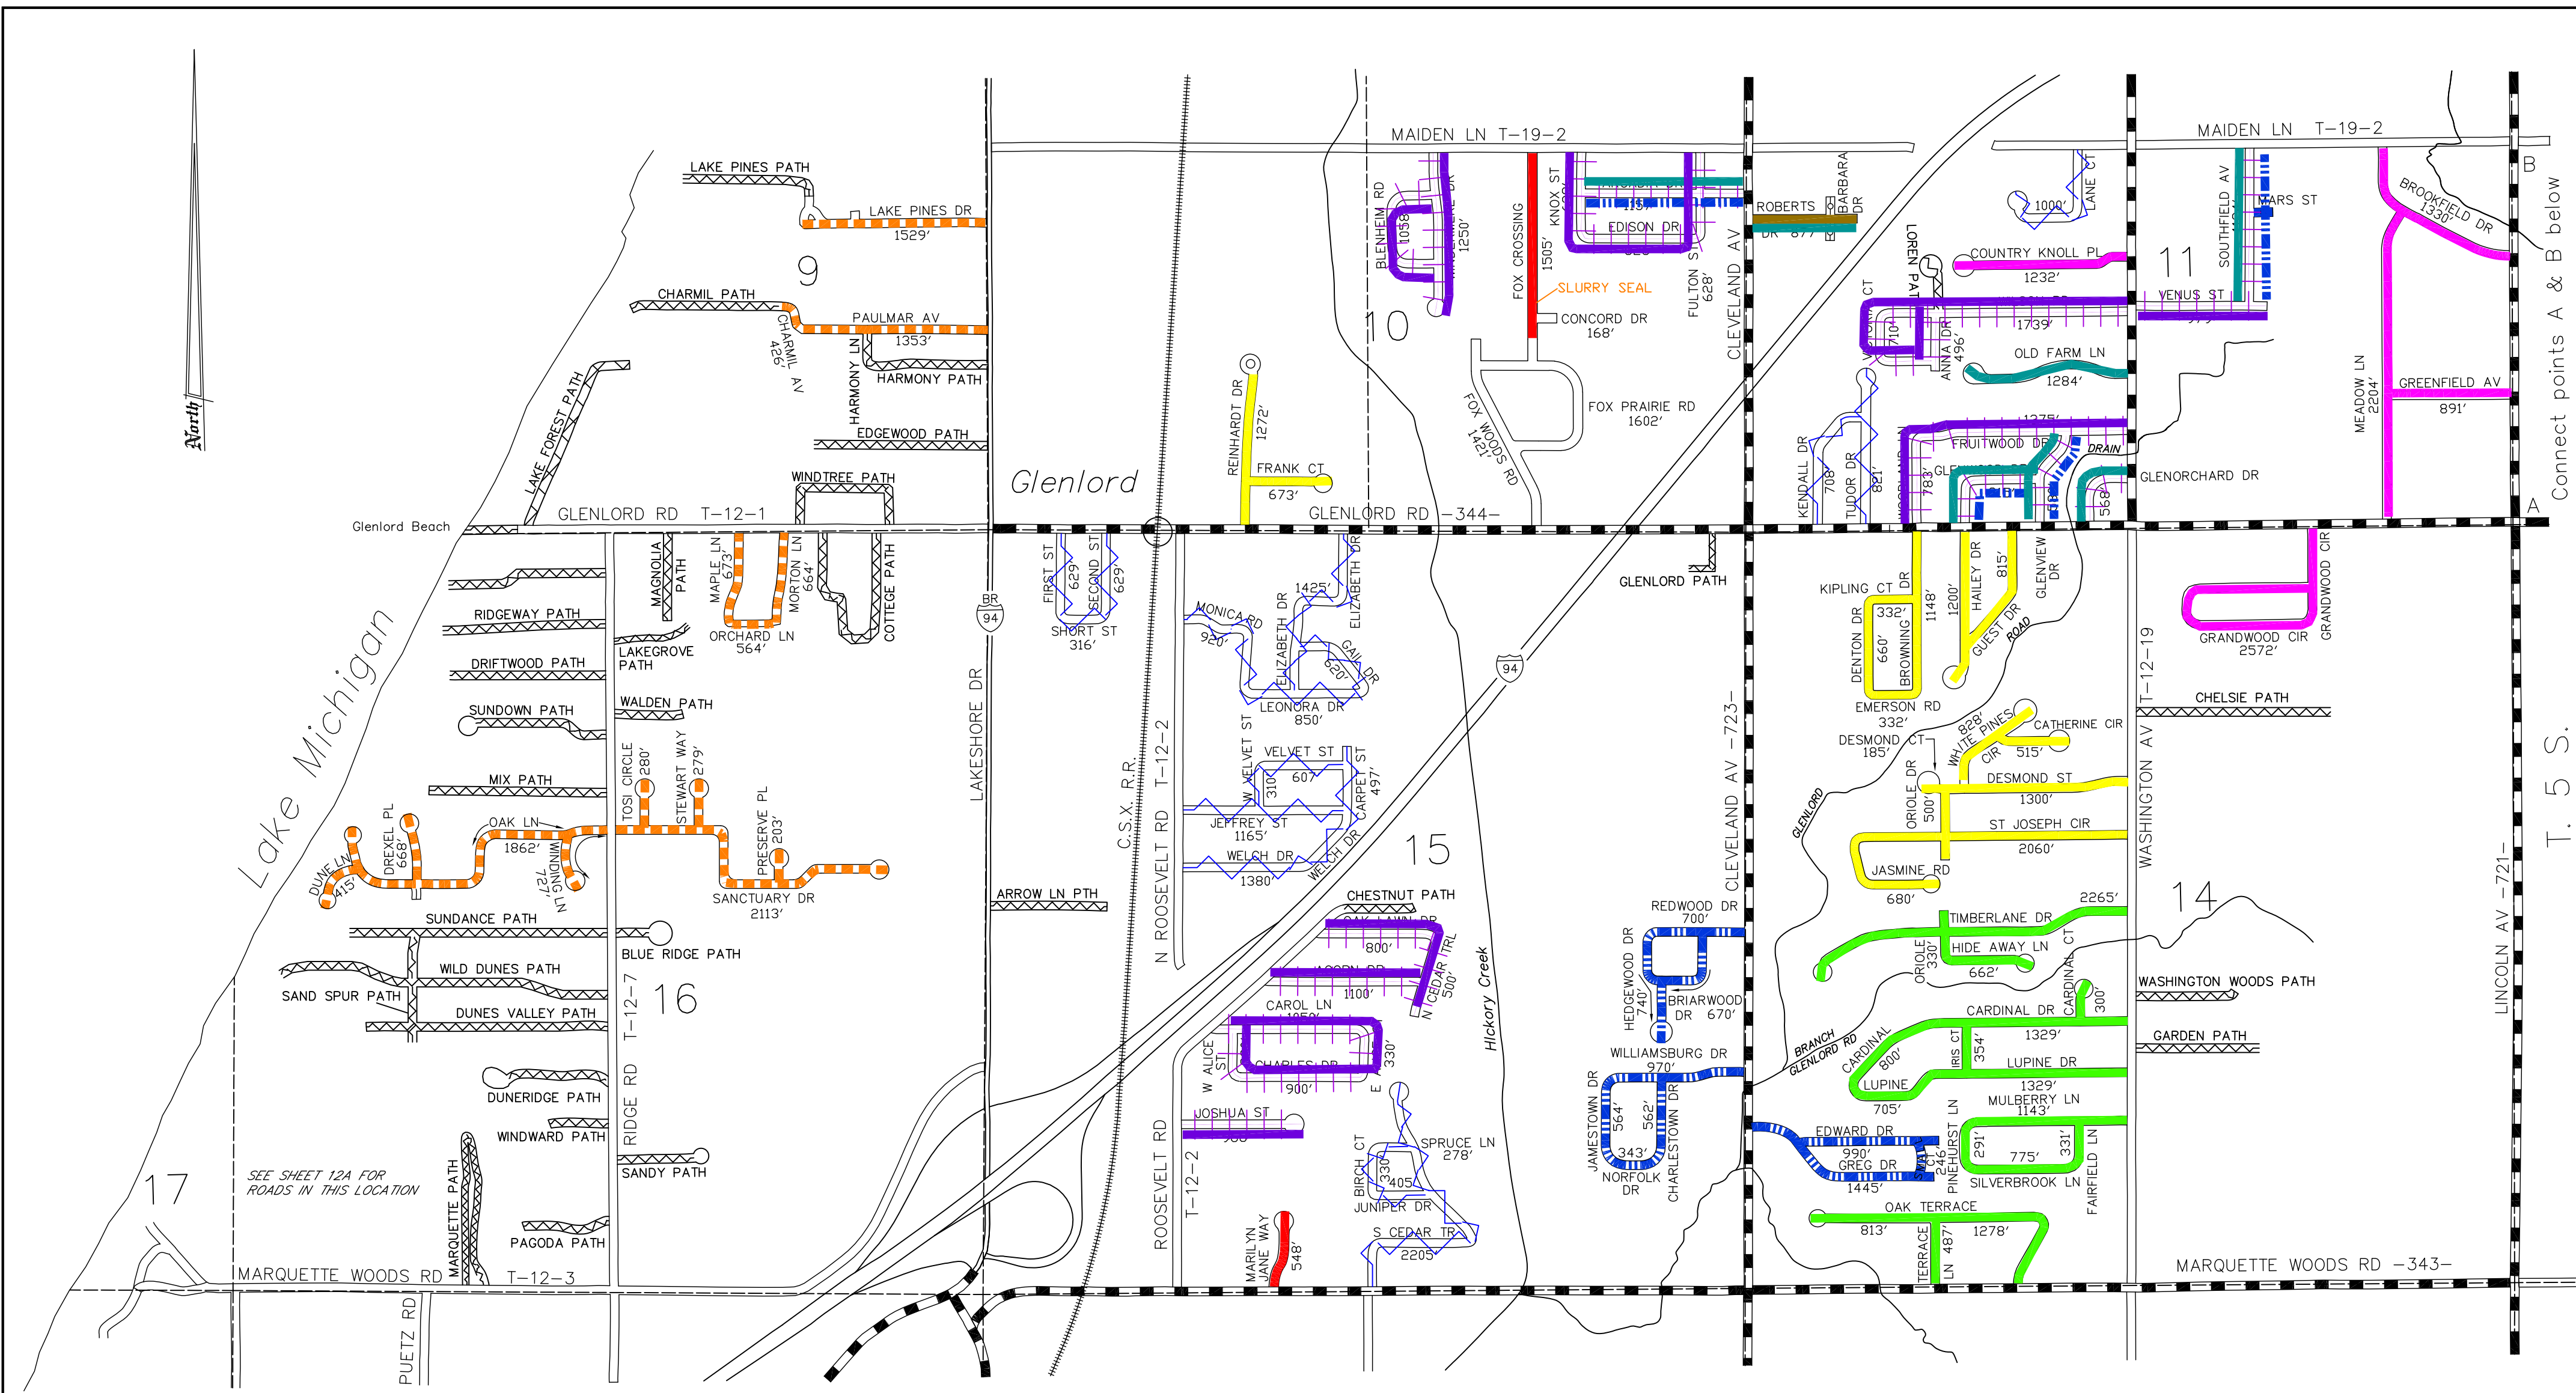 North
Lake Michigan
LAKE PINES PATH
LAKE PINES DR
1529'
9
CHARMIL PATH
CHARMIL AV
426'
PAULMAR AV
1353'
HARMONY LN
HARMONY PATH
LAKE FOREST PATH
EDGEWOOD PATH
WINDTREE PATH
Glenlord Beach
GLENLORD RD T-12-1
Glenlord
MAIDEN LN T-19-2
10
BLENHEIM RD
1058'
1250'
FOX CROSSING
1505'
SLURRY SEAL
CONCORD DR
168'
KNOX ST
EDISON DR
FULTON ST
628'
CLEVELAND AV
FOX PRAIRIE RD
1602'
FOX WOODS RD
1421'
REINHARDT DR
1272'
FRANK CT
673'
GLENLORD RD -344-
ROBERTS
DR 877'
BARBARA
DR
LANE CT
1000'
LOREN PATH
COUNTRY KNOLL PL
1232'
1739'
710'
ANNA DR
496'
OLD FARM LN
1284'
KENDALL DR
708'
TUDOR DR
821'
783'
1275'
FRUITWOOD DR
DRAIN
568'
GLENORCHARD DR
MAIDEN LN T-19-2
11
SOUTHFIELD AV
MARS ST
VENUS ST
BROOKFIELD DR
1330'
MEADOW LN
2204'
GREENFIELD AV
891'
B
A
Connect points A & B below
T. 5 S.
RIDGEWAY PATH
DRIFTWOOD PATH
SUNDOWN PATH
MIX PATH
MAGNOLIA
PATH
MAPLE LN
673'
MORTON LN
664'
ORCHARD LN
564'
COTTEGE PATH
LAKEGROVE
PATH
WALDEN PATH
TOSI CIRCLE
280'
STEWART WAY
279'
PRESERVE PL
203'
SANCTUARY DR
2113'
DUNE LN
415'
DREXEL PL
668'
OAK LN
1862'
WINDING LN
727'
SUNDANCE PATH
BLUE RIDGE PATH
WILD DUNES PATH
SAND SPUR PATH
DUNES VALLEY PATH
RIDGE RD T-12-7
16
DUNERIDGE PATH
WINDWARD PATH
SANDY PATH
MARQUETTE PATH
PAGODA PATH
17
SEE SHEET 12A FOR
ROADS IN THIS LOCATION
MARQUETTE WOODS RD T-12-3
PUETZ RD
LAKESHORE DR
BR
94
ARROW LN PTH
C.S.X. R.R.
FIRST ST
629'
SECOND ST
629'
SHORT ST
316'
N ROOSEVELT RD T-12-2
MONICA RD
920'
ELIZABETH DR
1425'
ELIZABETH DR
GAIL DR
620'
LEONORA DR
850'
W VELVET ST
310'
VELVET ST
607'
CARPET ST
497'
JEFFREY ST
1165'
WELCH DR
1380'
WELCH DR
94
15
CHESTNUT PATH
OAK LAWN DR
800'
1100'
N CEDAR TRL
500'
CAROL LN
W ALICE
ST
CHARLES DR
900'
330'
JOSHUA ST
ROOSEVELT RD
T-12-2
BIRCH CT
330'
405'
SPRUCE LN
278'
JUNIPER DR
S CEDAR TR
2205'
MARILYN
JANE WAY
548'
HIckory Creek
GLENLORD PATH
CLEVELAND AV -723-
REDWOOD DR
700'
HEDGEWOOD DR
740'
BRIARWOOD
DR 670'
WILLIAMSBURG DR
970'
JAMESTOWN DR
564'
562'
343'
NORFOLK
DR
CHARLESTOWN DR
KIPLING CT
332'
DENTON DR
660'
BROWNING DR
1148'
EMERSON RD
332'
HAILEY DR
1200'
815'
GUEST DR
GLENVIEW
DR
ROAD
GLENLORD
DESMOND CT
185'
WHITE PINES
CIR
828'
CATHERINE CIR
515'
DESMOND ST
1300'
ORIOLE DR
500'
ST JOSEPH CIR
2060'
JASMINE RD
680'
TIMBERLANE DR
2265'
ORIOLE
330'
HIDE AWAY LN
662'
CARDINAL CT
300'
CARDINAL DR
1329'
CARDINAL
800'
IRIS CT
354'
LUPINE DR
1329'
LUPINE
705'
BRANCH
GLENLORD RD
MULBERRY LN
1143'
PINEHURST LN
291'
775'
331'
SILVERBROOK LN
FAIRFIELD LN
EDWARD DR
990'
GREG DR
1445'
CT
246'
OAK TERRACE
813'
1278'
TERRACE
LN 487'
WASHINGTON AV T-12-19
GRANDWOOD CIR
GRANDWOOD CIR
2572'
CHELSIE PATH
14
WASHINGTON WOODS PATH
GARDEN PATH
LINCOLN AV -721-
MARQUETTE WOODS RD -343-